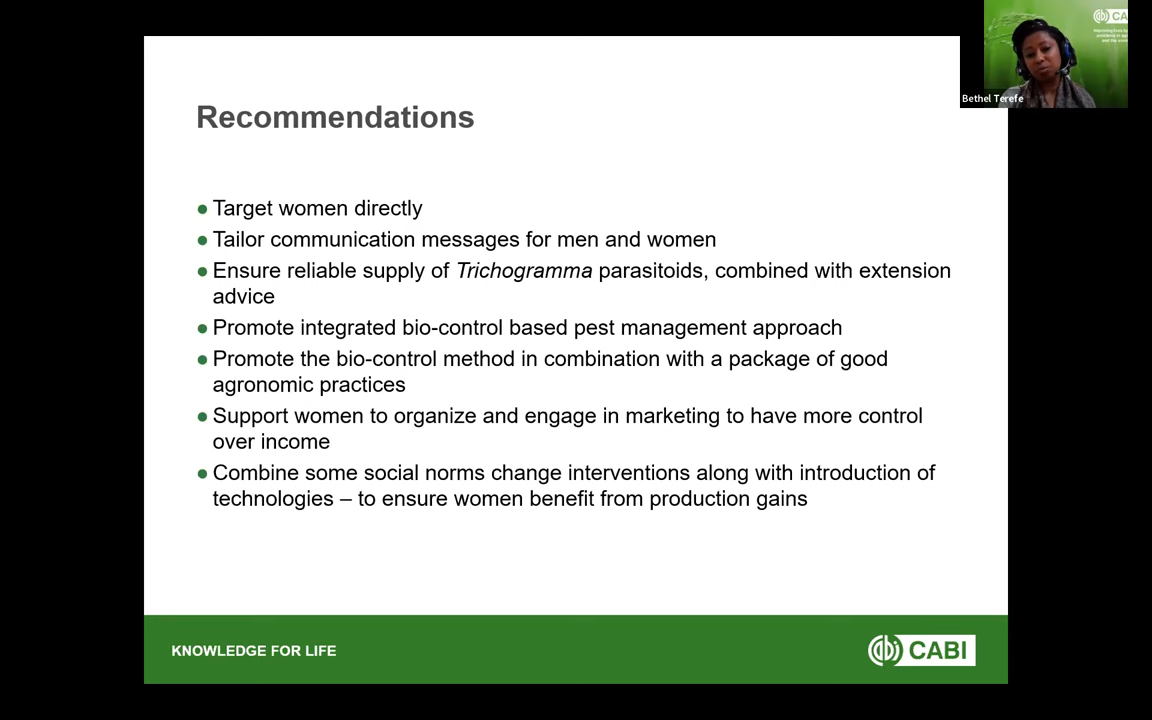 CABI
Bethel Terefe
Recommendations
● Target women directly
● Tailor communication messages for men and women
● Ensure reliable supply of Trichogramma parasitoids, combined with extension
advice
● Promote integrated bio-control based pest management approach
● Promote the bio-control method in combination with a package of good
agronomic practices
● Support women to organize and engage in marketing to have more control
over income
● Combine some social norms change interventions along with introduction of
technologies – to ensure women benefit from production gains
KNOWLEDGE FOR LIFE
cabi CABI